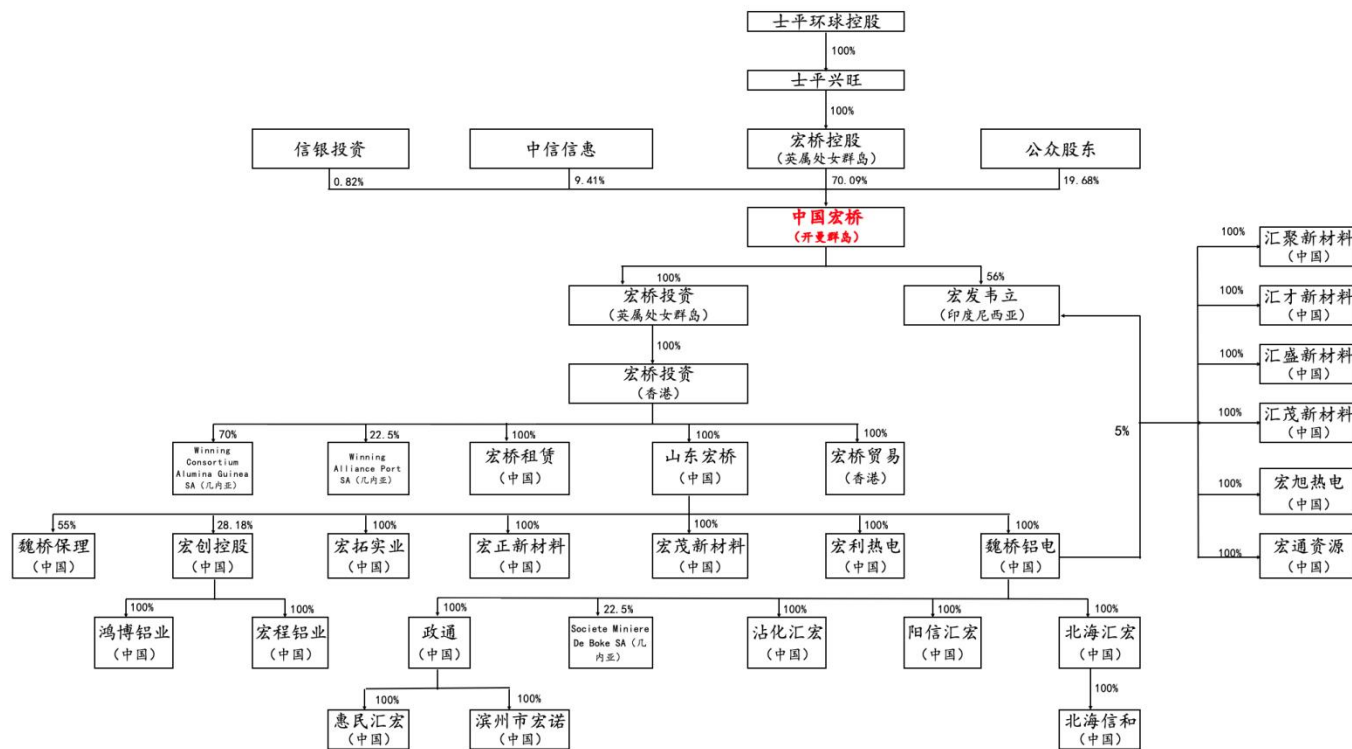 士平环球控股
100%
士平兴旺
100%
信银投资
中信信惠
宏桥控股
(英属处女群岛)
公众股东
0.82%
9.41%
70.09%
19.68%
中国宏桥
(开曼群岛)
100%
56%
宏桥投资
(英属处女群岛)
宏发韦立
(印度尼西亚)
100%
宏桥投资
(香港)
70%
22.5%
100%
100%
100%
Winning
Consortium
Alumina Guinea
SA (几内亚)
Winning
Alliance Port
SA (几内亚)
宏桥租赁
(中国)
山东宏桥
(中国)
宏桥贸易
(香港)
55%
28.18%
100%
100%
100%
100%
100%
魏桥保理
(中国)
宏创控股
(中国)
宏拓实业
(中国)
宏正新材料
(中国)
宏茂新材料
(中国)
宏利热电
(中国)
魏桥铝电
(中国)
5%
100%
汇聚新材料
(中国)
100%
汇才新材料
(中国)
100%
汇盛新材料
(中国)
100%
汇茂新材料
(中国)
100%
宏旭热电
(中国)
100%
宏通资源
(中国)
100%
100%
100%
22.5%
100%
100%
100%
鸿博铝业
(中国)
宏程铝业
(中国)
政通
(中国)
Societe Miniere
De Boke SA (几
内亚)
沾化汇宏
(中国)
阳信汇宏
(中国)
北海汇宏
(中国)
100%
100%
100%
惠民汇宏
(中国)
滨州市宏诺
(中国)
北海信和
(中国)